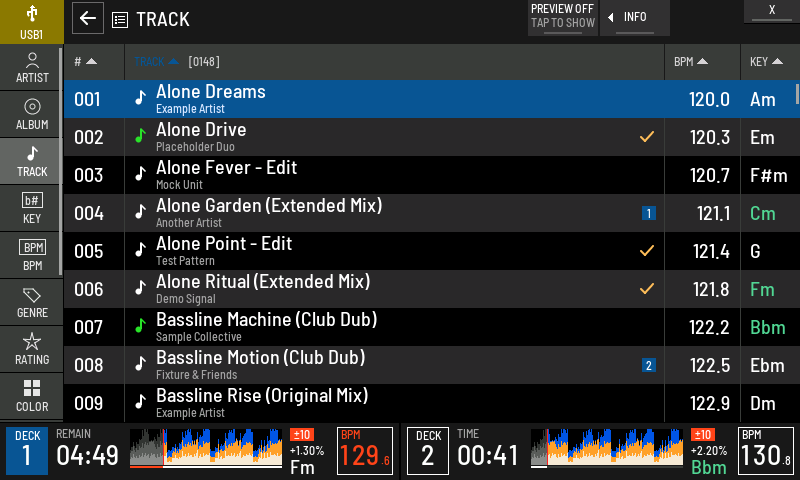 USB1
TRACK
PREVIEW OFF
TAP TO SHOW
INFO
X
ARTIST
ALBUM
TRACK
b#
KEY
BPM
BPM
GENRE
RATING
COLOR
# TRACK [0148] BPM KEY
001 Alone Dreams 120.0 Am
Example Artist
002 Alone Drive 120.3 Em
Placeholder Duo
003 Alone Fever - Edit 120.7 F#m
Mock Unit
004 Alone Garden (Extended Mix) 1 121.1 Cm
Another Artist
005 Alone Point - Edit 121.4 G
Test Pattern
006 Alone Ritual (Extended Mix) 121.8 Fm
Demo Signal
007 Bassline Machine (Club Dub) 122.2 Bbm
Sample Collective
008 Bassline Motion (Club Dub) 2 122.5 Ebm
Fixture & Friends
009 Bassline Rise (Original Mix) 122.9 Dm
Example Artist
DECK 1
REMAIN
04:49
±10
+1.30%
Fm
BPM
129.6
DECK 2
TIME
00:41
±10
+2.20%
Bbm
BPM
130.8